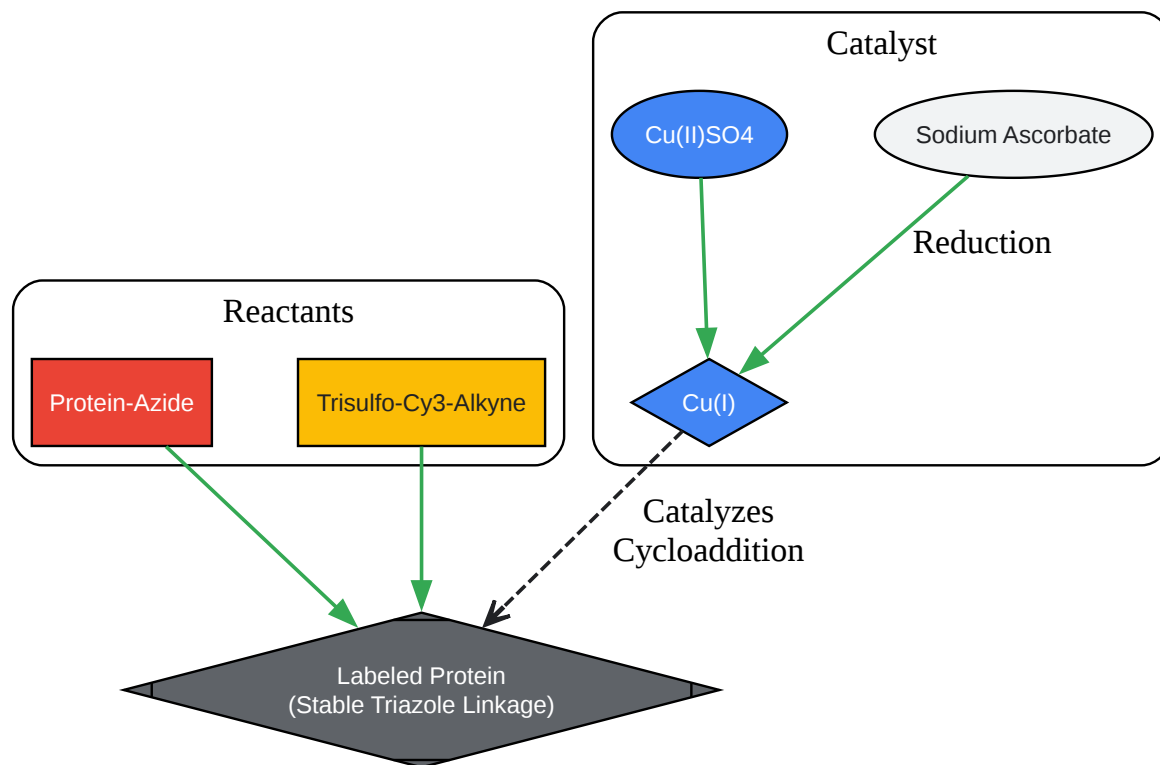 Catalyst
Cu(II)SO4
Sodium Ascorbate
Reduction
Reactants
Protein-Azide
Trisulfo-Cy3-Alkyne
Cu(I)
Catalyzes
Cycloaddition
Labeled Protein
(Stable Triazole Linkage)